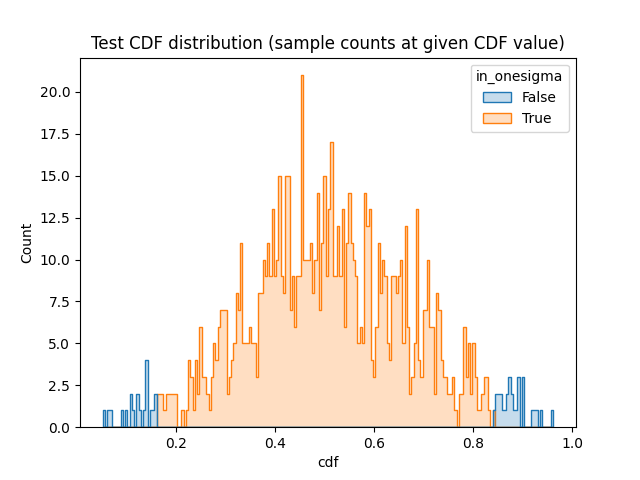 Test CDF distribution (sample counts at given CDF value)
in_onesigma
False
True
20.0
17.5
15.0
12.5
10.0
7.5
5.0
2.5
0.0
Count
0.2
0.4
0.6
0.8
1.0
cdf